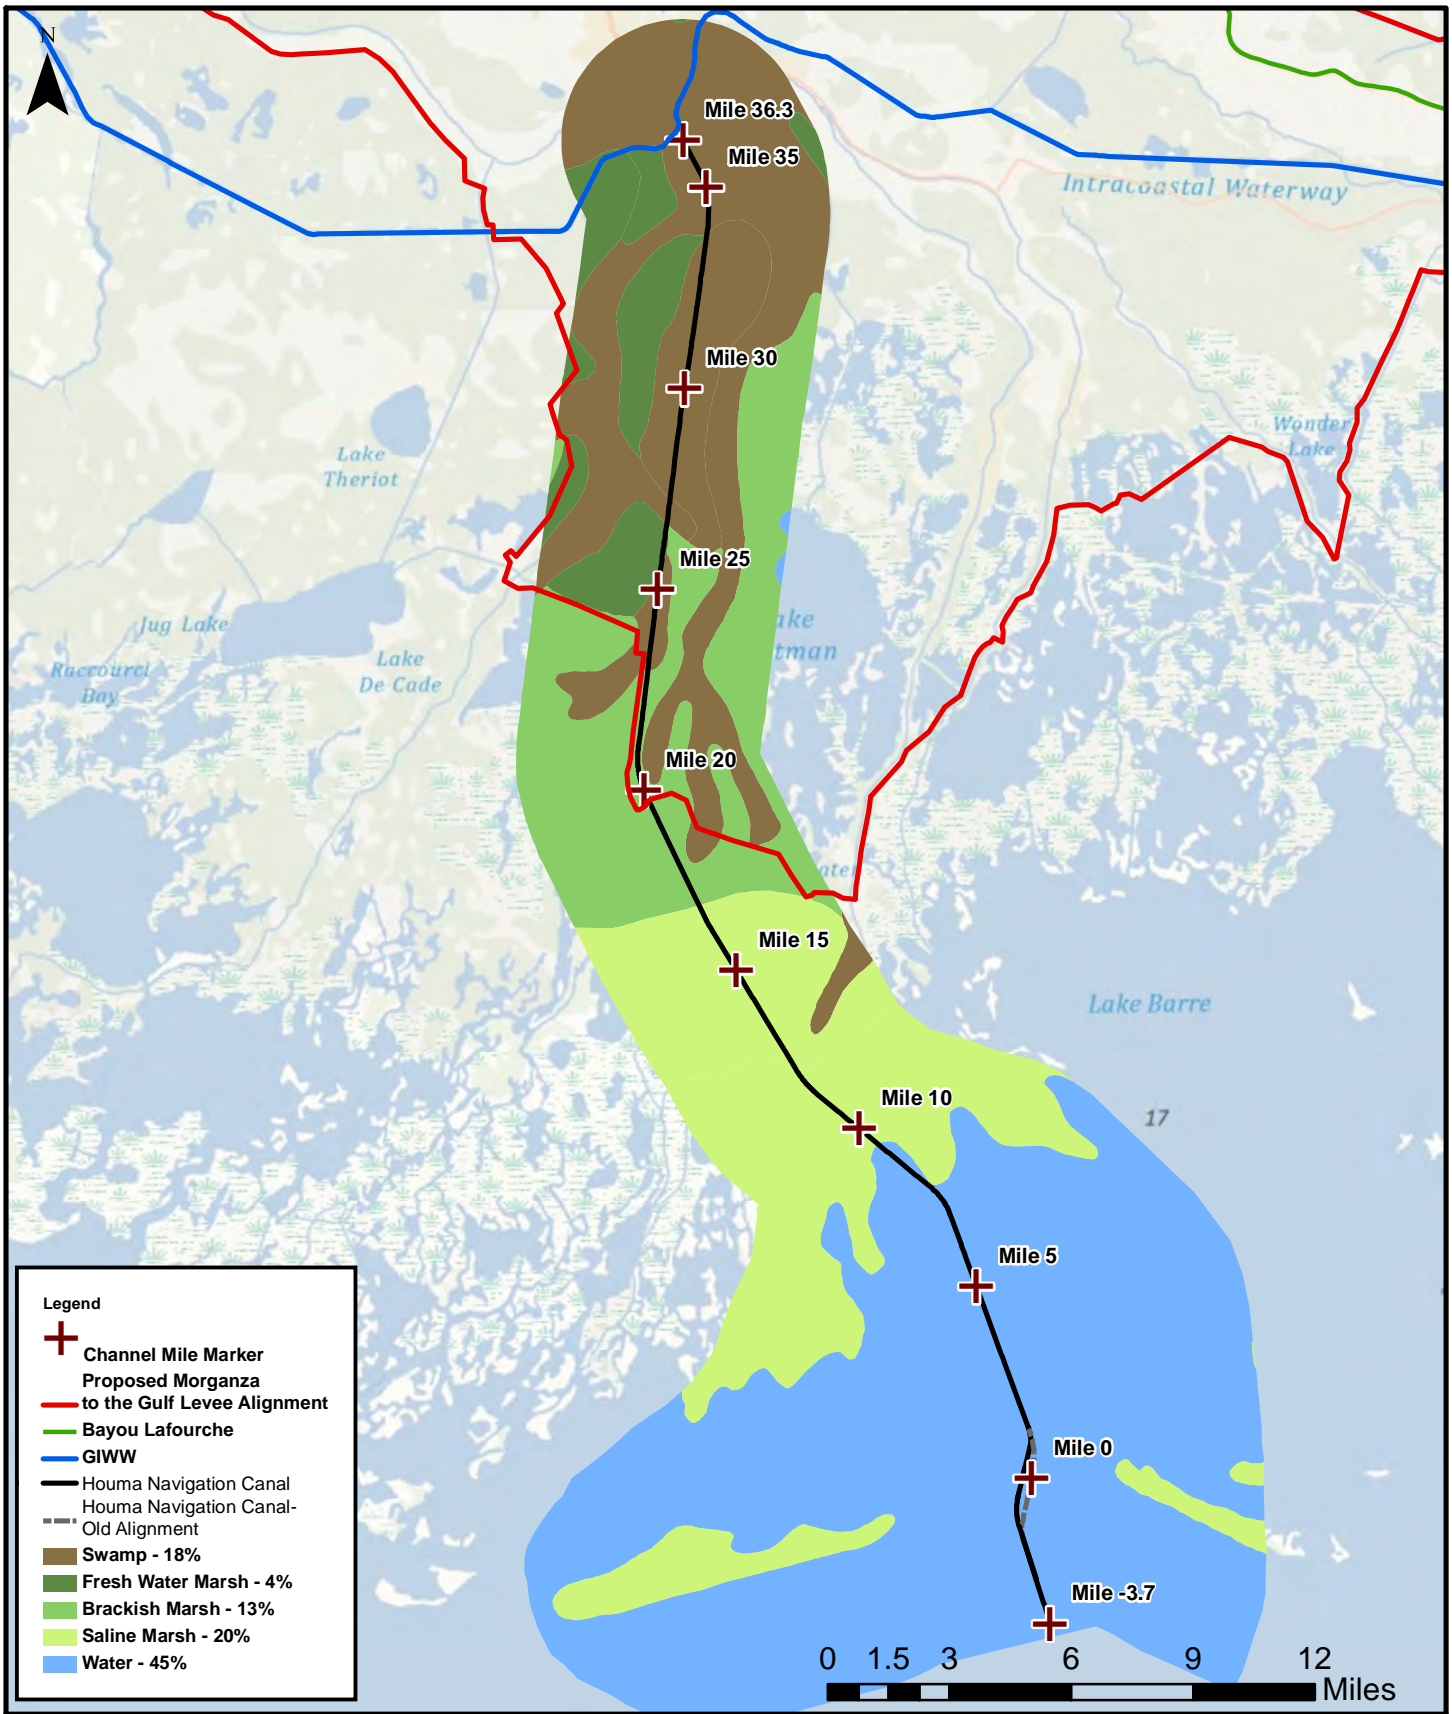 N
Mile 36.3
Mile 35
Intracoastal Waterway
Mile 30
Wonder
Lake
Lake
Theriot
Mile 25
Jug Lake
ake
tman
Raccourci
Bay
Lake
De Cade
Mile 20
ater
Mile 15
Lake Barre
Mile 10
17
Mile 5
Mile 0
Mile -3.7
Legend
Channel Mile Marker
Proposed Morganza
to the Gulf Levee Alignment
Bayou Lafourche
GIWW
Houma Navigation Canal
Houma Navigation Canal-
Old Alignment
Swamp - 18%
Fresh Water Marsh - 4%
Brackish Marsh - 13%
Saline Marsh - 20%
Water - 45%
0 1.5 3 6 9 12
Miles